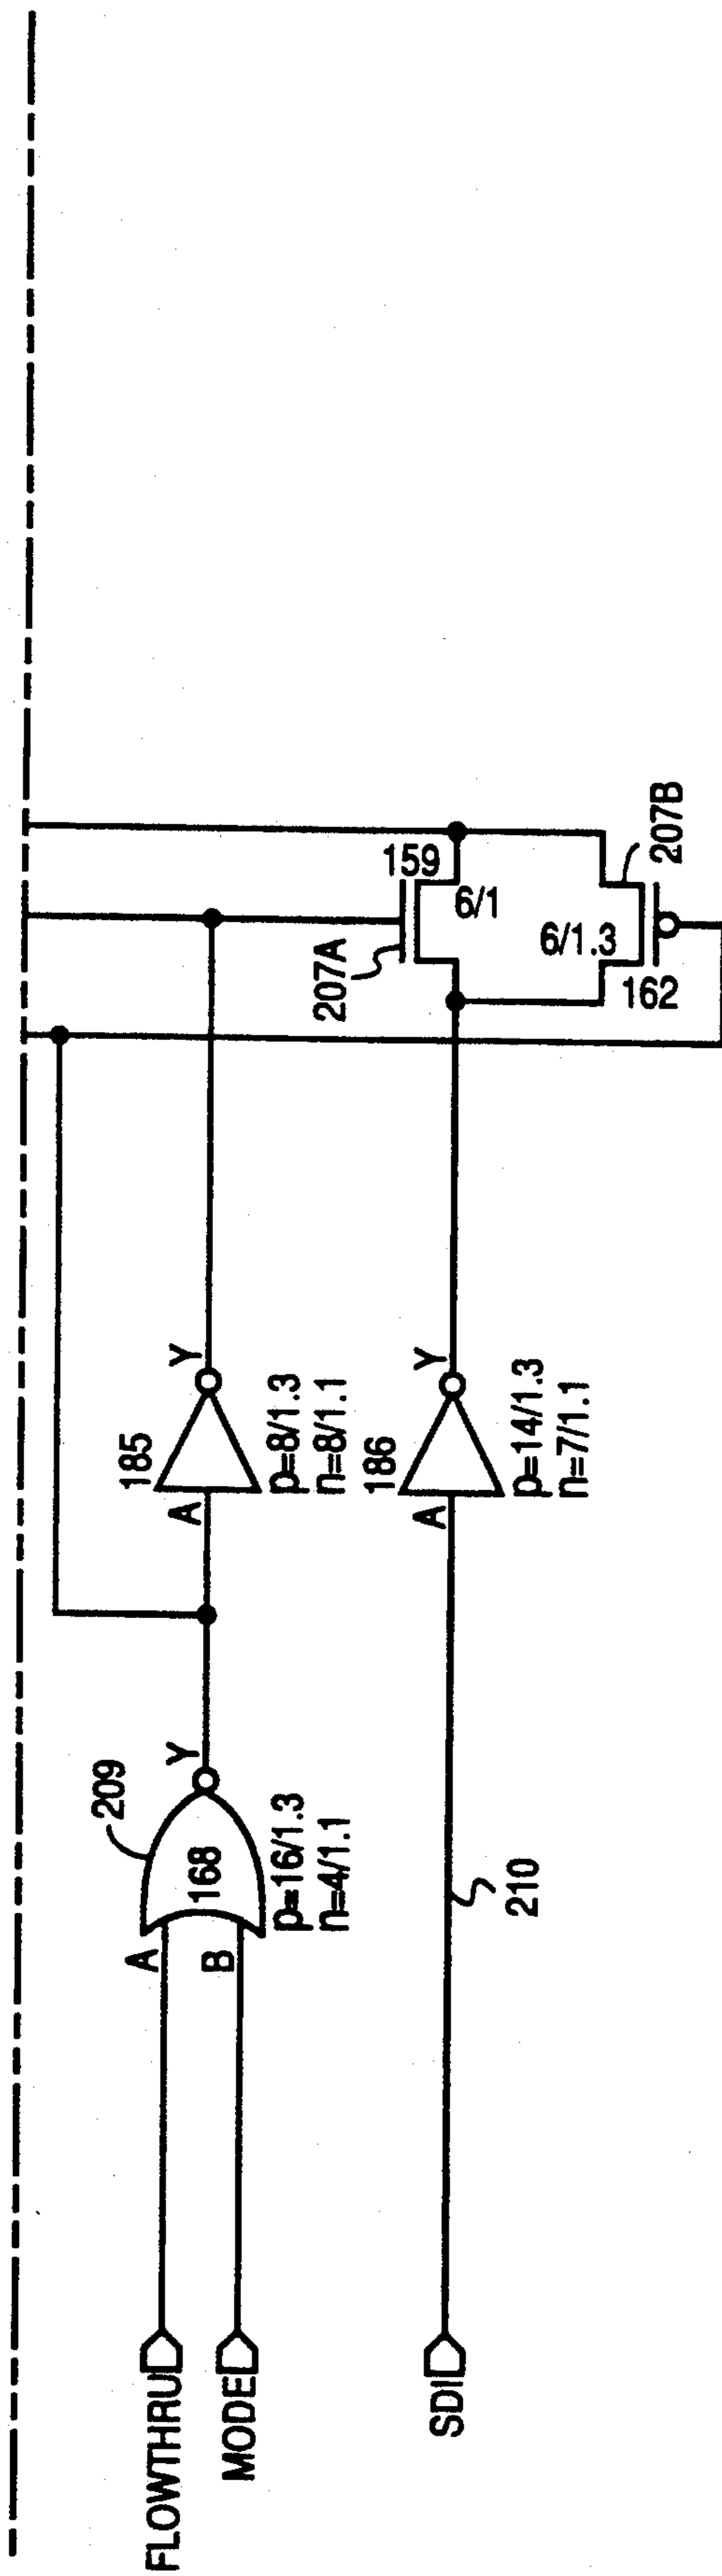 FLOWTHRU
MODE
A
B
168
209
Y
p=16/1.3
n=4/1.1
A
185
Y
p=8/1.3
n=8/1.1
207A
159
6/1
SDI
210
A
186
Y
p=14/1.3
n=7/1.1
6/1.3
162
207B